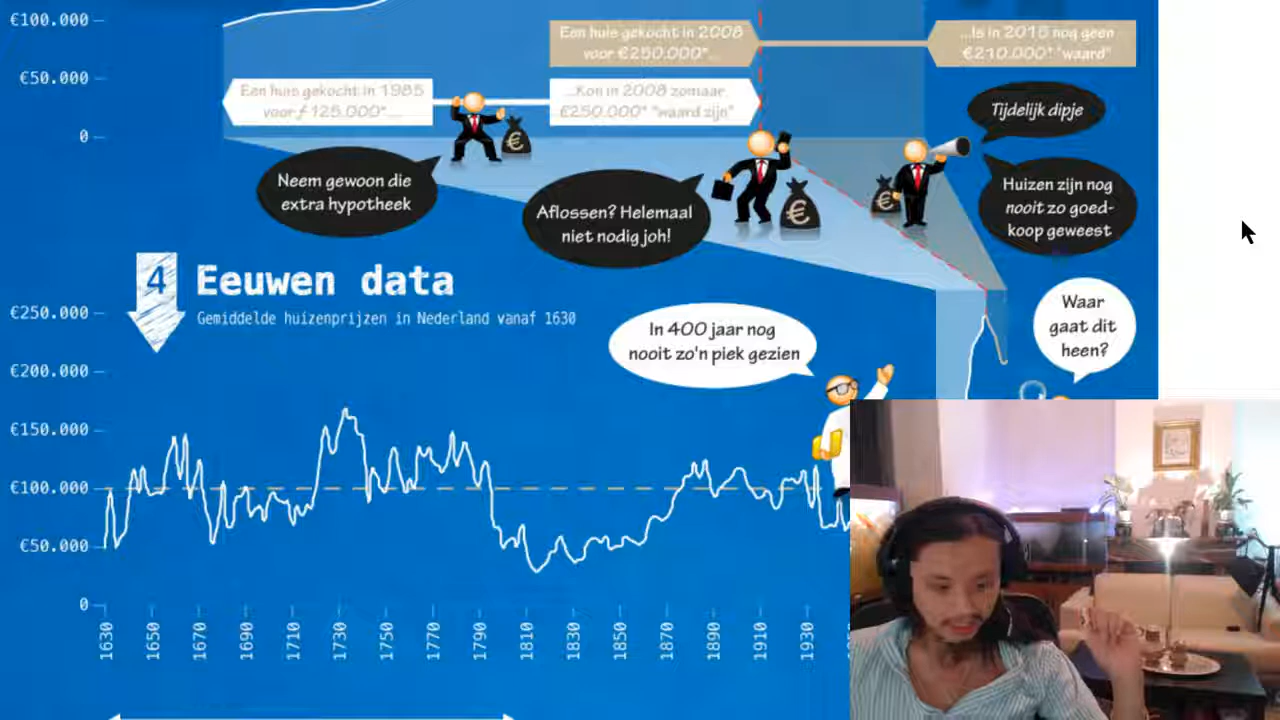 €100.000
Een huis gekocht in 2008
voor €250.000*...
...Is in 2015 nog geen
€210.000* "waard"
€50.000
Een huis gekocht in 1985
voor ƒ 125.000*...
...Kon in 2008 zomaar
€250.000* "waard zijn"
Tijdelijk dipje
0
Neem gewoon die
extra hypotheek
Aflossen? Helemaal
niet nodig joh!
Huizen zijn nog
nooit zo goed-
koop geweest
€
€
€
4 Eeuwen data
Gemiddelde huizenprijzen in Nederland vanaf 1630
In 400 jaar nog
nooit zo'n piek gezien
Waar
gaat dit
heen?
€250.000
€200.000
€150.000
€100.000
€50.000
0
1630 1650 1670 1690 1710 1730 1750 1770 1790 1810 1830 1850 1870 1890 1910 1930